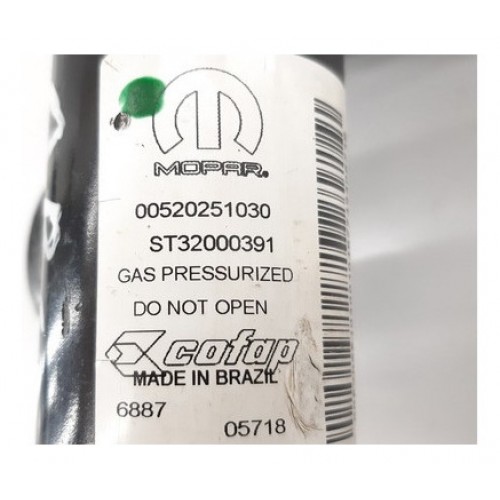 MOPAR®
00520251030
ST32000391
GAS PRESSURIZED
DO NOT OPEN
cofap
MADE IN BRAZIL
6887
05718